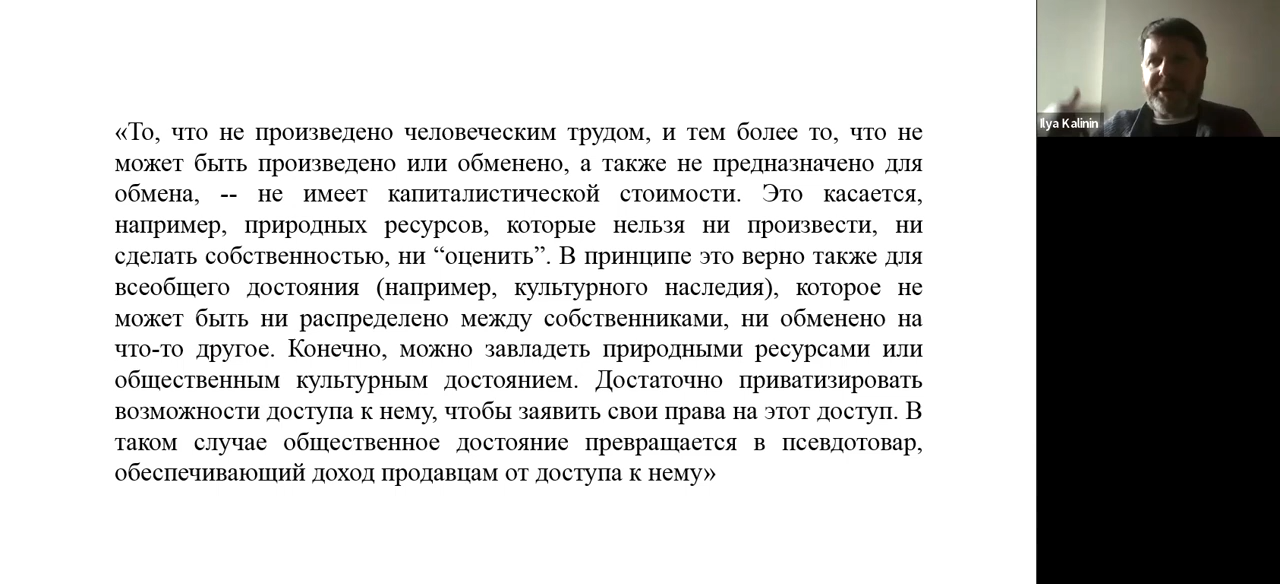 «То, что не произведено человеческим трудом, и тем более то, что не
может быть произведено или обменено, а также не предназначено для
обмена, -- не имеет капиталистической стоимости. Это касается,
например, природных ресурсов, которые нельзя ни произвести, ни
сделать собственностью, ни “оценить”. В принципе это верно также для
всеобщего достояния (например, культурного наследия), которое не
может быть ни распределено между собственниками, ни обменено на
что-то другое. Конечно, можно завладеть природными ресурсами или
общественным культурным достоянием. Достаточно приватизировать
возможности доступа к нему, чтобы заявить свои права на этот доступ. В
таком случае общественное достояние превращается в псевдотовар,
обеспечивающий доход продавцам от доступа к нему»
Ilya Kalinin